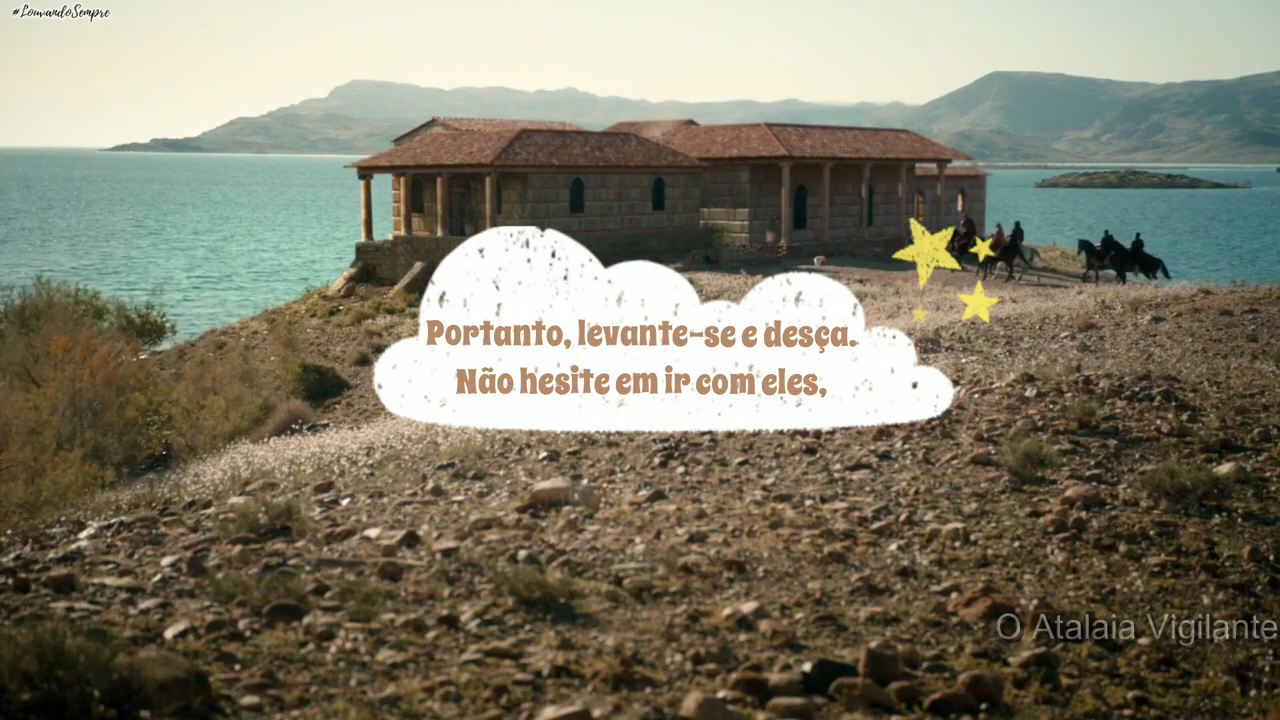 #LouvandoSempre
Portanto, levante-se e desça.
Não hesite em ir com eles,
O Atalaia Vigilante